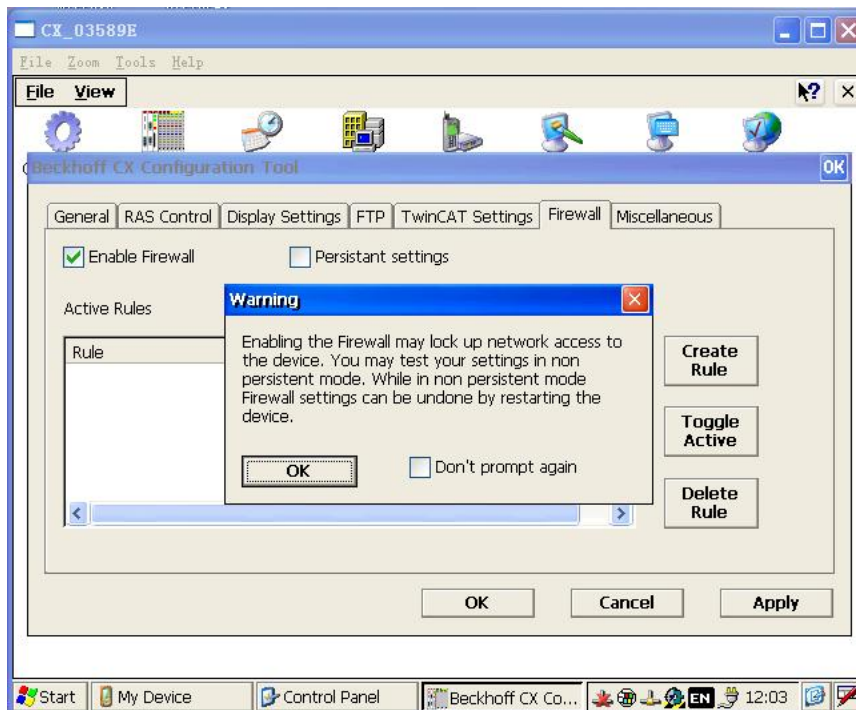 CX_03589E
File Zoom Tools Help
File View
Beckhoff CX Configuration Tool OK
General RAS Control Display Settings FTP TwinCAT Settings Firewall Miscellaneous
Enable Firewall Persistant settings
Active Rules
Rule
Warning
Enabling the Firewall may lock up network access to
the device. You may test your settings in non
persistent mode. While in non persistent mode
Firewall settings can be undone by restarting the
device.
OK Don't prompt again
Create
Rule
Toggle
Active
Delete
Rule
OK Cancel Apply
Start My Device Control Panel Beckhoff CX Co... EN 12:03